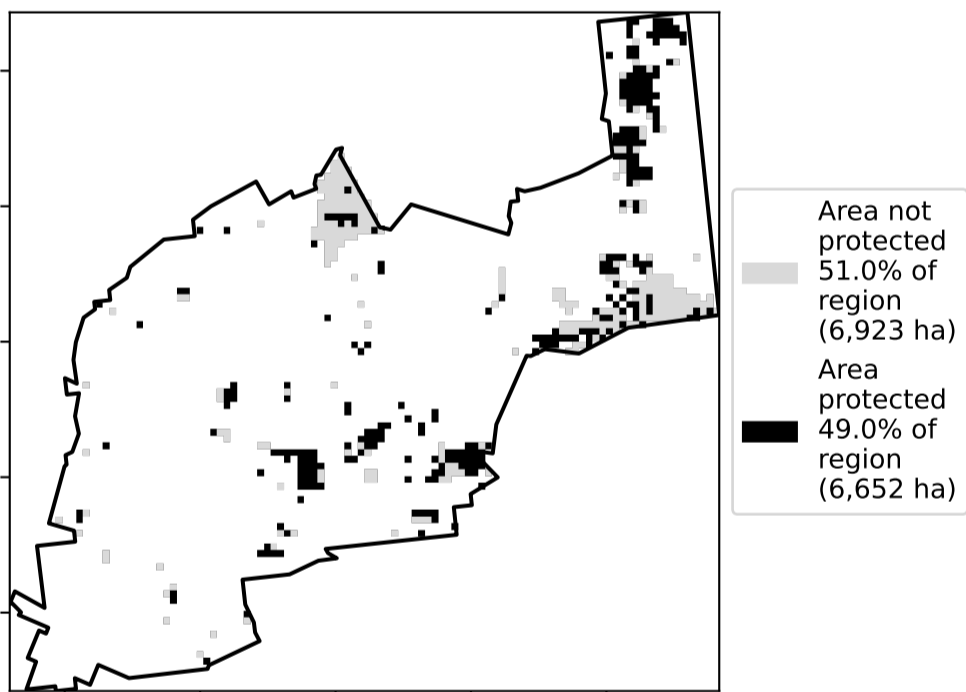 Area not
protected
51.0% of
region
(6,923 ha)
Area
protected
49.0% of
region
(6,652 ha)